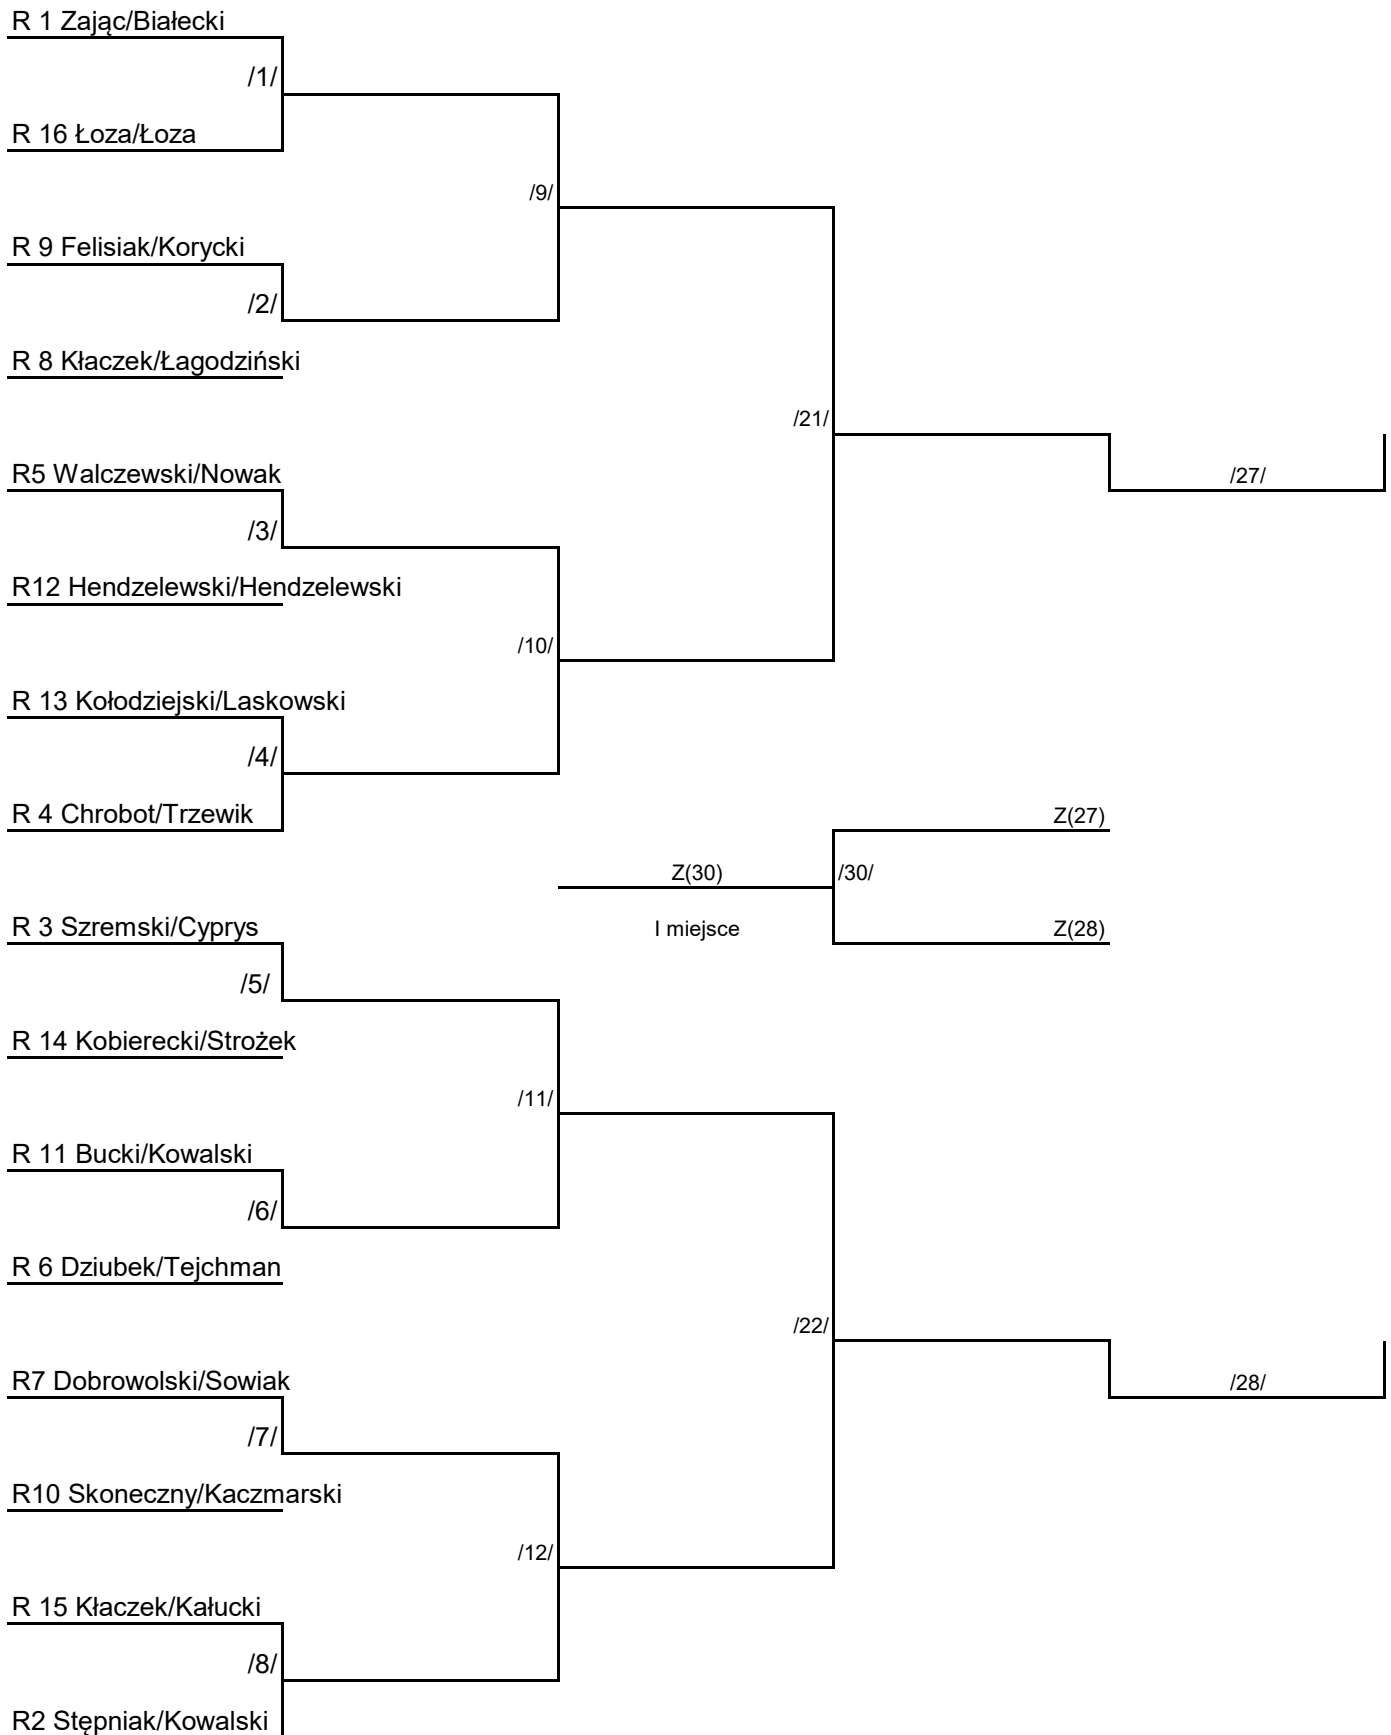 R 1 Zając/Białecki
/1/
R 16 Łoza/Łoza
/9/
R 9 Felisiak/Korycki
/2/
R 8 Kłaczek/Łagodziński
/21/
R5 Walczewski/Nowak
/27/
/3/
R12 Hendzelewski/Hendzelewski
/10/
R 13 Kołodziejski/Laskowski
/4/
R 4 Chrobot/Trzewik
Z(27)
Z(30)
/30/
R 3 Szremski/Cyprys
I miejsce
Z(28)
/5/
R 14 Kobierecki/Strożek
/11/
R 11 Bucki/Kowalski
/6/
R 6 Dziubek/Tejchman
/22/
R7 Dobrowolski/Sowiak
/28/
/7/
R10 Skoneczny/Kaczmarski
/12/
R 15 Kłaczek/Kałucki
/8/
R2 Stępniak/Kowalski